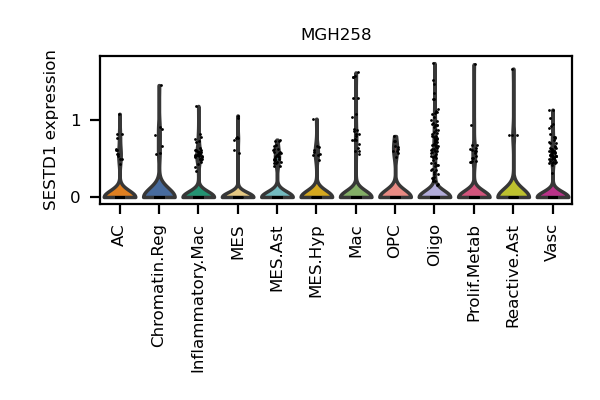 MGH258
SESTD1 expression
1
0
AC
Chromatin.Reg
Inflammatory.Mac
MES
MES.Ast
MES.Hyp
Mac
OPC
Oligo
Prolif.Metab
Reactive.Ast
Vasc